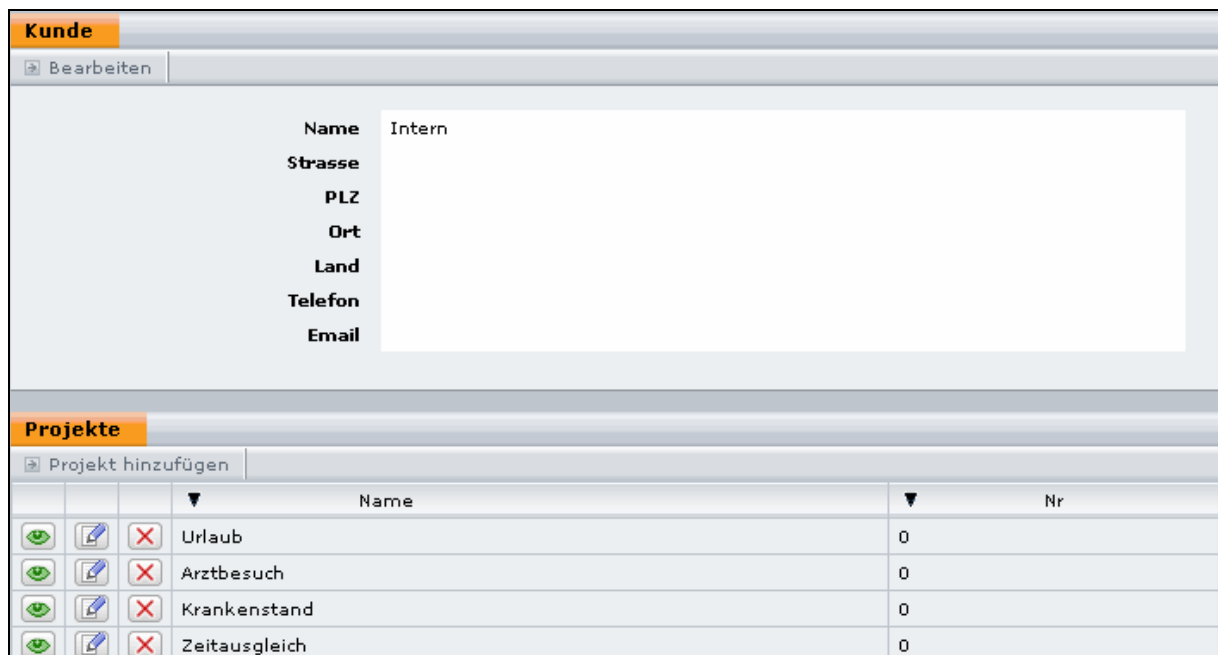 Kunde
Bearbeiten
Name Intern
Strasse
PLZ
Ort
Land
Telefon
Email
Projekte
Projekt hinzufügen
Name Nr
Urlaub 0
Arztbesuch 0
Krankenstand 0
Zeitausgleich 0